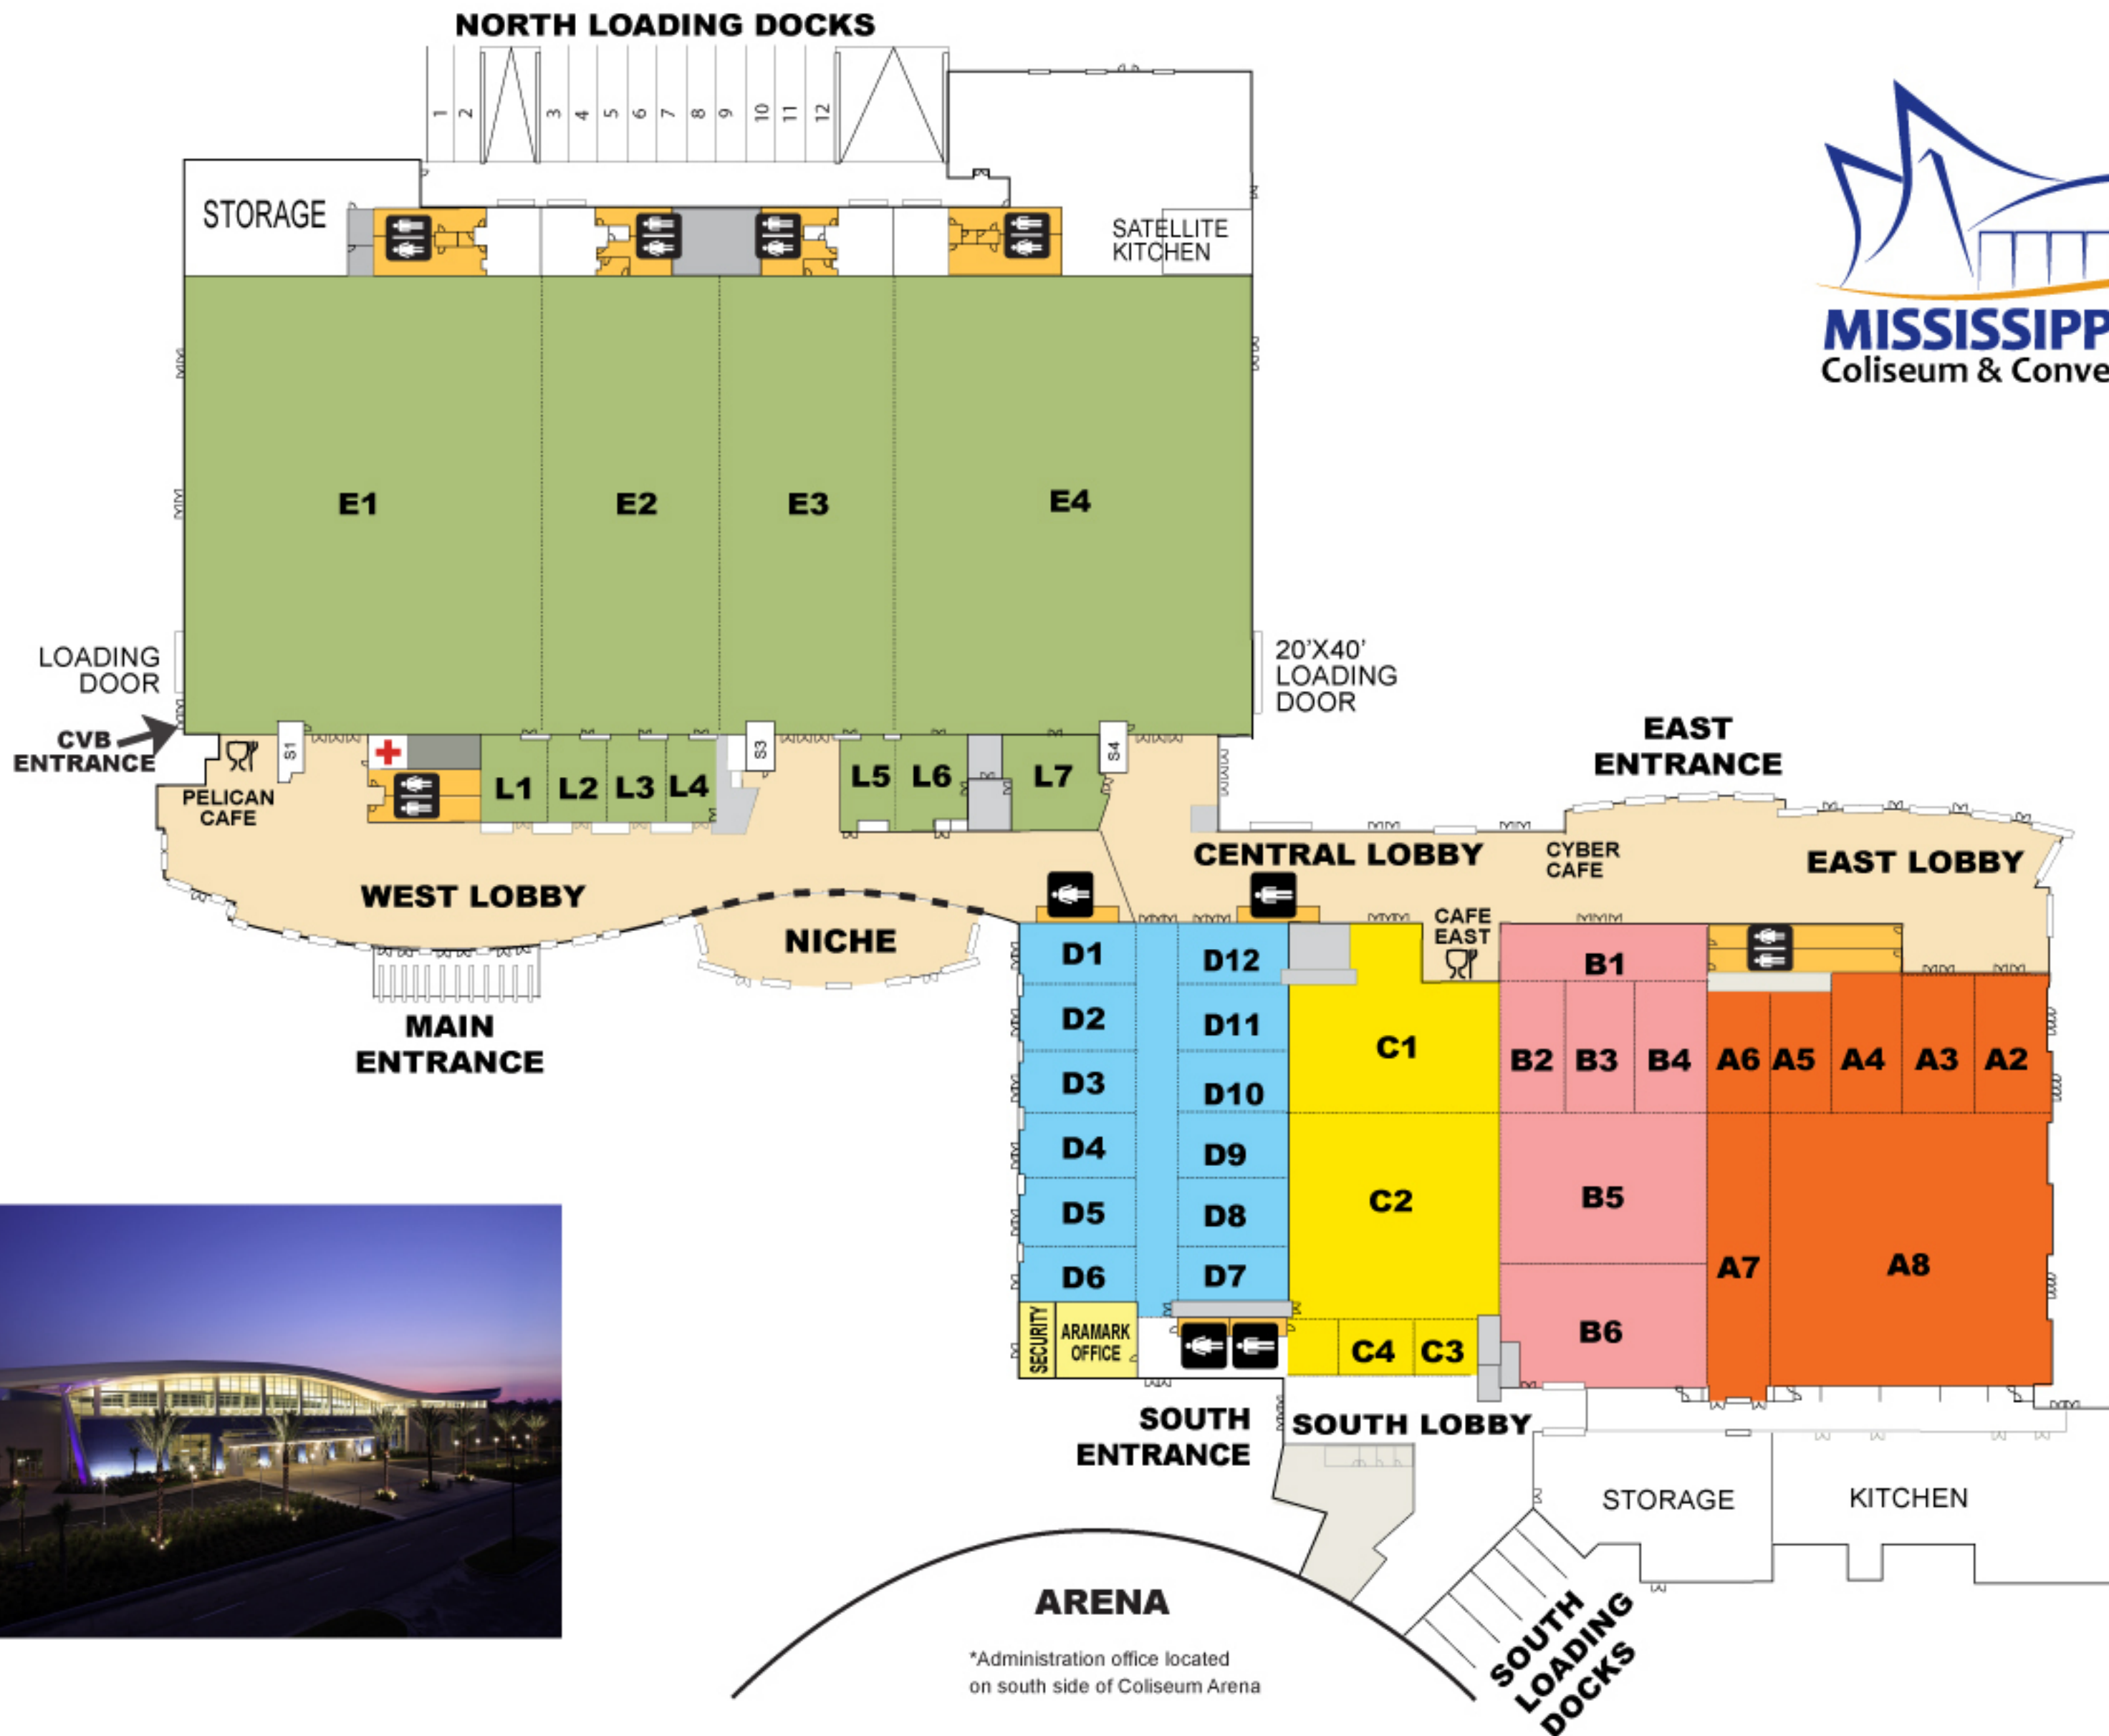 NORTH LOADING DOCKS
1
2
3
4
5
6
7
8
9
10
11
12
STORAGE
SATELLITE
KITCHEN
MISSISSIPP
Coliseum & Conve
E1
E2
E3
E4
LOADING
DOOR
20'X40'
LOADING
DOOR
CVB
ENTRANCE
EAST
ENTRANCE
S1
S3
S4
PELICAN
CAFE
L1
L2
L3
L4
L5
L6
L7
WEST LOBBY
CENTRAL LOBBY
CYBER
CAFE
EAST LOBBY
NICHE
CAFE
EAST
MAIN
ENTRANCE
D1
D2
D3
D4
D5
D6
D12
D11
D10
D9
D8
D7
C1
C2
C4
C3
B1
B2
B3
B4
B5
B6
A6
A5
A4
A3
A2
A7
A8
SECURITY
ARAMARK
OFFICE
SOUTH
ENTRANCE
SOUTH LOBBY
STORAGE
KITCHEN
ARENA
*Administration office located
on south side of Coliseum Arena
SOUTH
LOADING
DOCKS